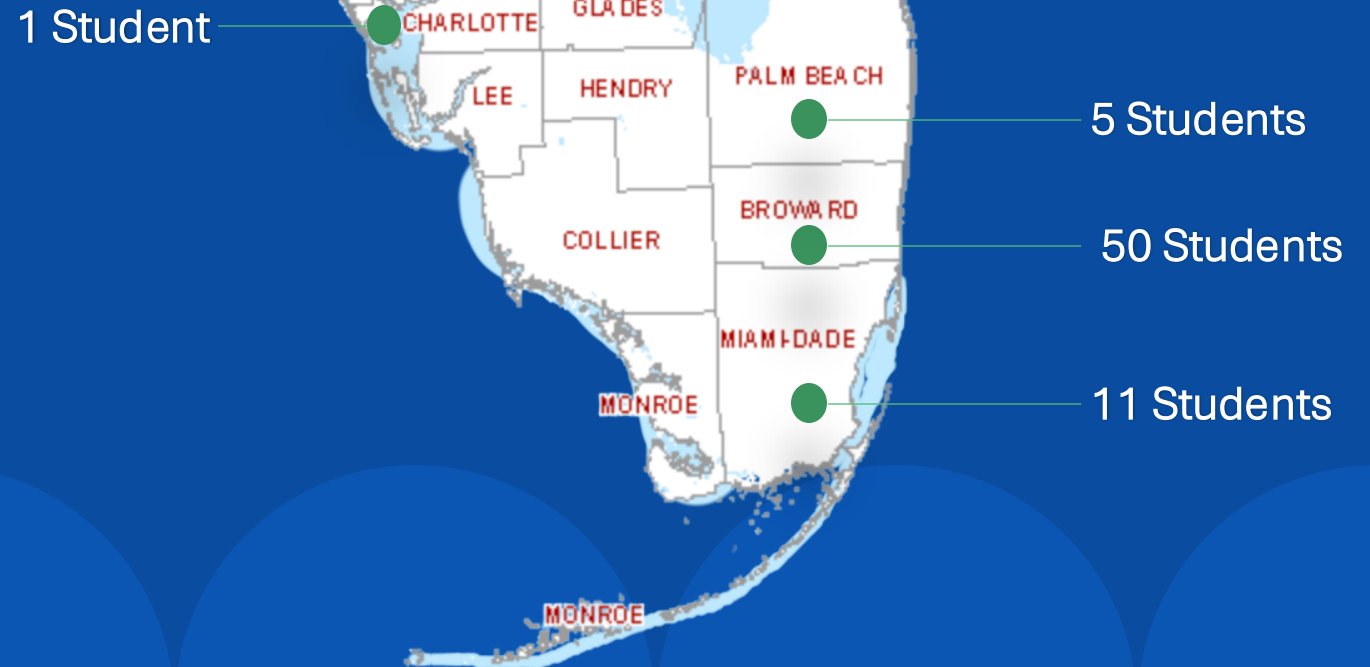 1 Student
CHARLOTTE
GLADES
LEE
HENDRY
PALM BEACH
5 Students
BROWARD
50 Students
COLLIER
MIAMI-DADE
MONROE
11 Students
MONROE